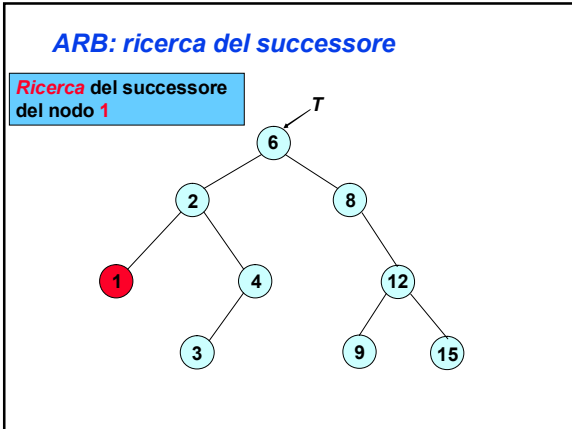 ARB: ricerca del successore
Ricerca del successore
del nodo 1
T
6
2
8
1
4
12
3
9
15